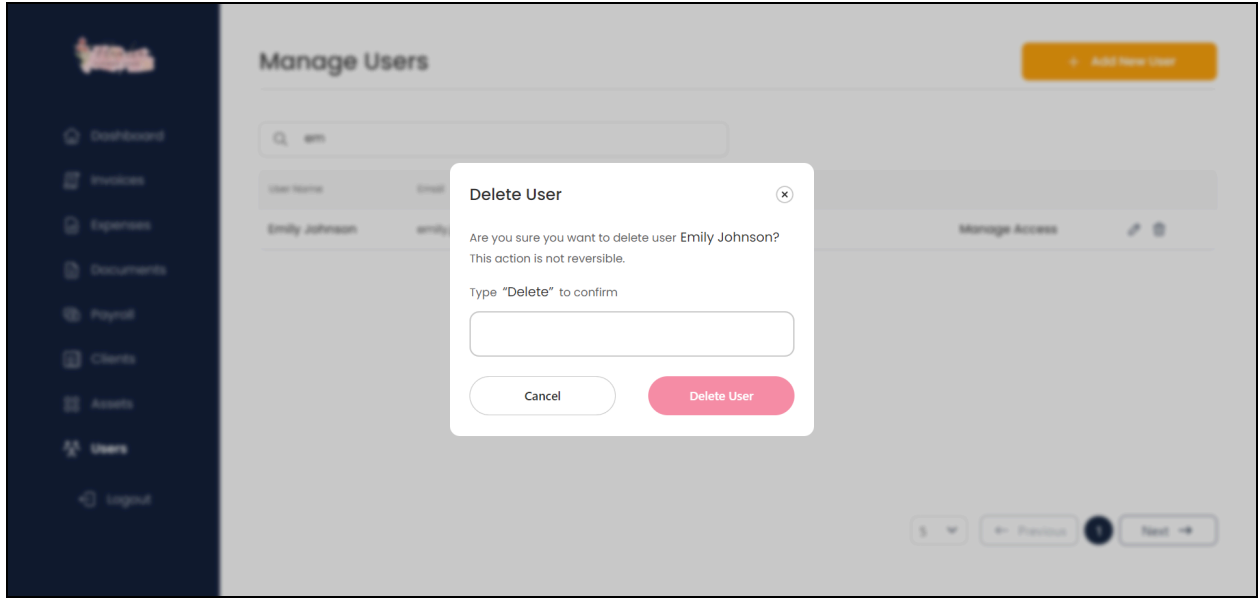 Manage Users
+ Add New User
Dashboard
em
Invoices
User Name
Email
Expenses
Emily Johnson
emily.
Manage Access
Documents
Payroll
Clients
Assets
Users
Logout
Delete User
Are you sure you want to delete user Emily Johnson?
This action is not reversible.
Type “Delete” to confirm
Cancel
Delete User
5
← Previous
1
Next →